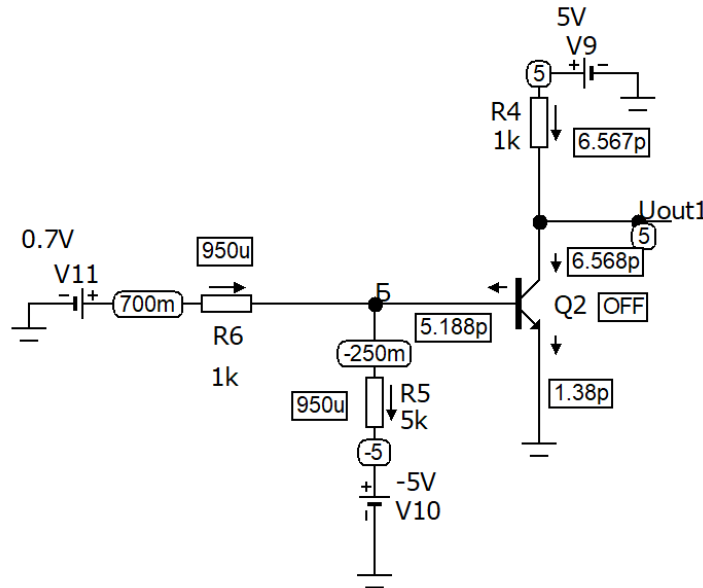 5V
V9
+ -
5
R4
1k
6.567p
Uout1
5
0.7V
V11
- +
700m
950u
R6
1k
Б
5.188p
6.568p
Q2
OFF
1.38p
-250m
950u
R5
5k
-5
+
-5V
V10
-